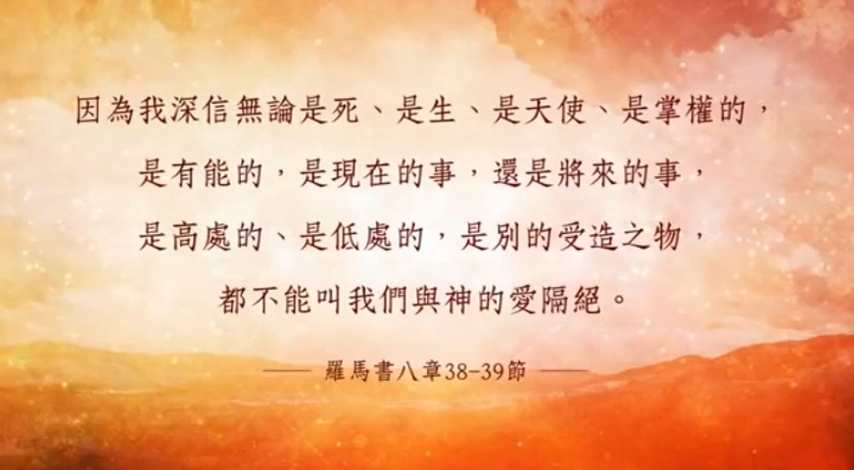 因為我深信無論是死、是生、是天使、是掌權的，
是有能的，是現在的事，還是將來的事，
是高處的、是低處的，是別的受造之物，
都不能叫我們與神的愛隔絕。
羅馬書八章38-39節